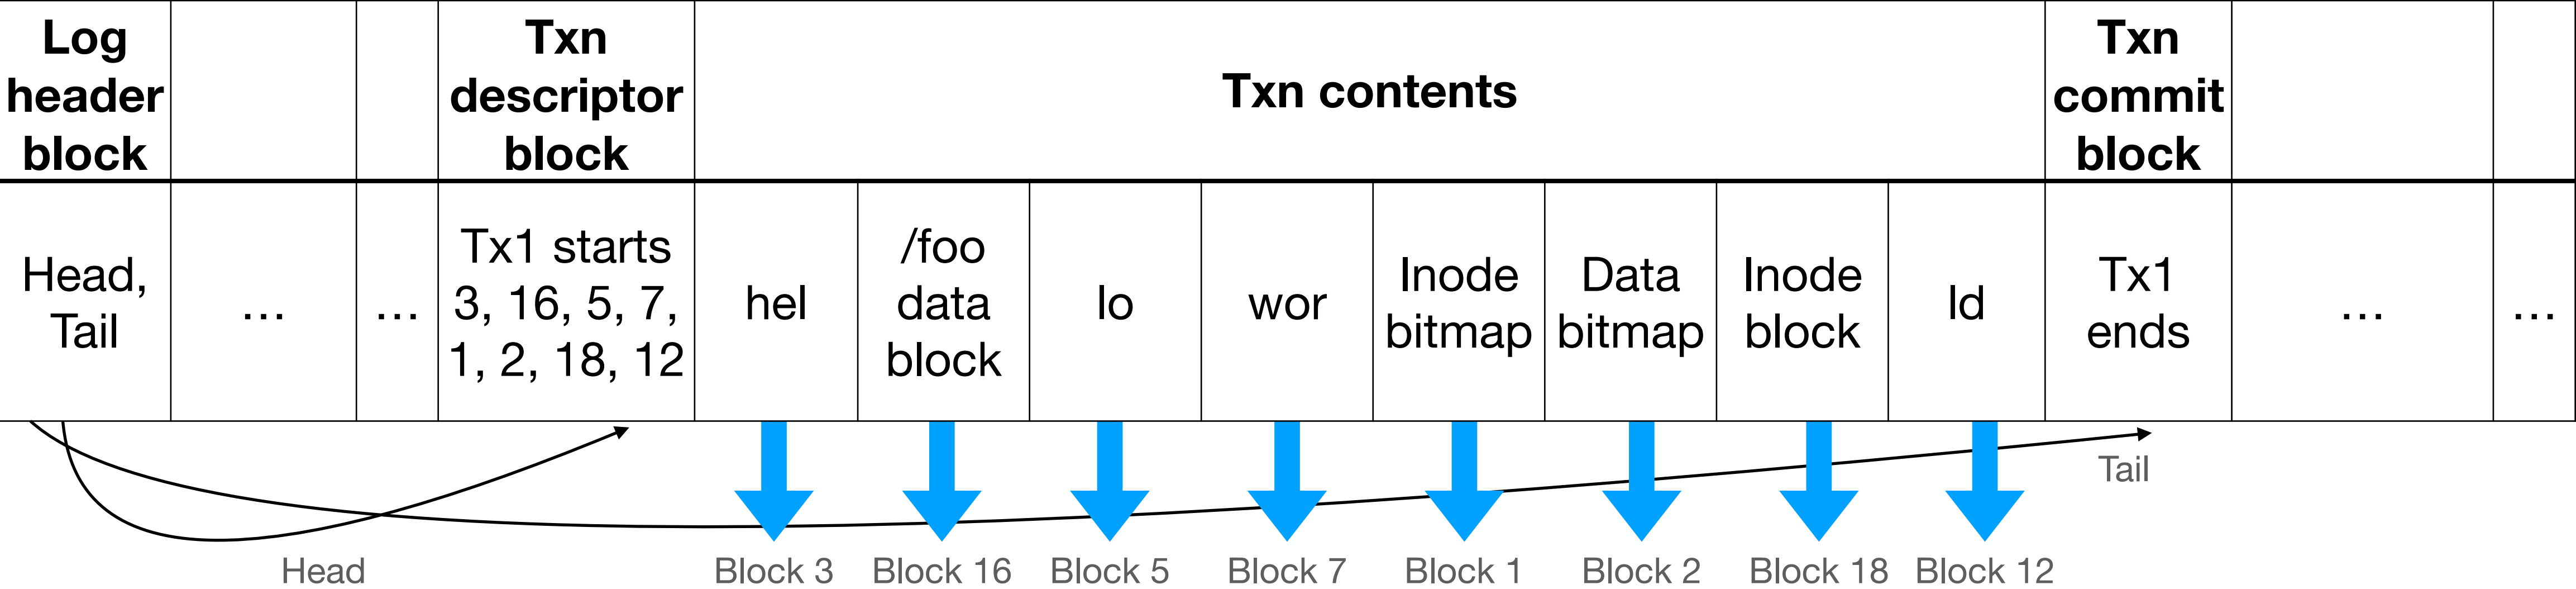 Log
header
block
Txn
descriptor
block
Txn contents
Txn
commit
block
Head,
Tail
...
...
Tx1 starts
3, 16, 5, 7,
1, 2, 18, 12
hel
/foo
data
block
lo
wor
Inode
bitmap
Data
bitmap
Inode
block
ld
Tx1
ends
...
...
Tail
Head
Block 3
Block 16
Block 5
Block 7
Block 1
Block 2
Block 18
Block 12